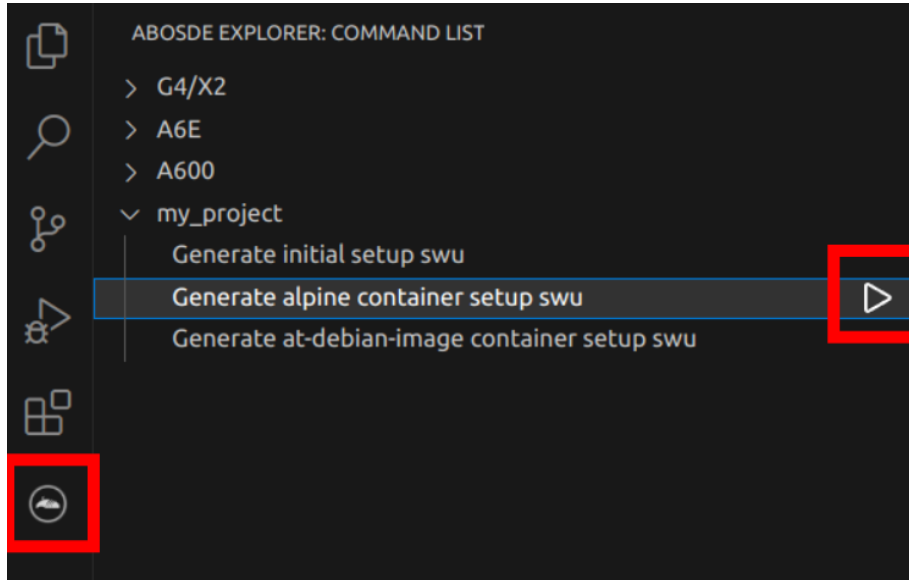 ABOSDE EXPLORER: COMMAND LIST
G4/X2
A6E
A600
my_project
Generate initial setup swu
Generate alpine container setup swu
Generate at-debian-image container setup swu